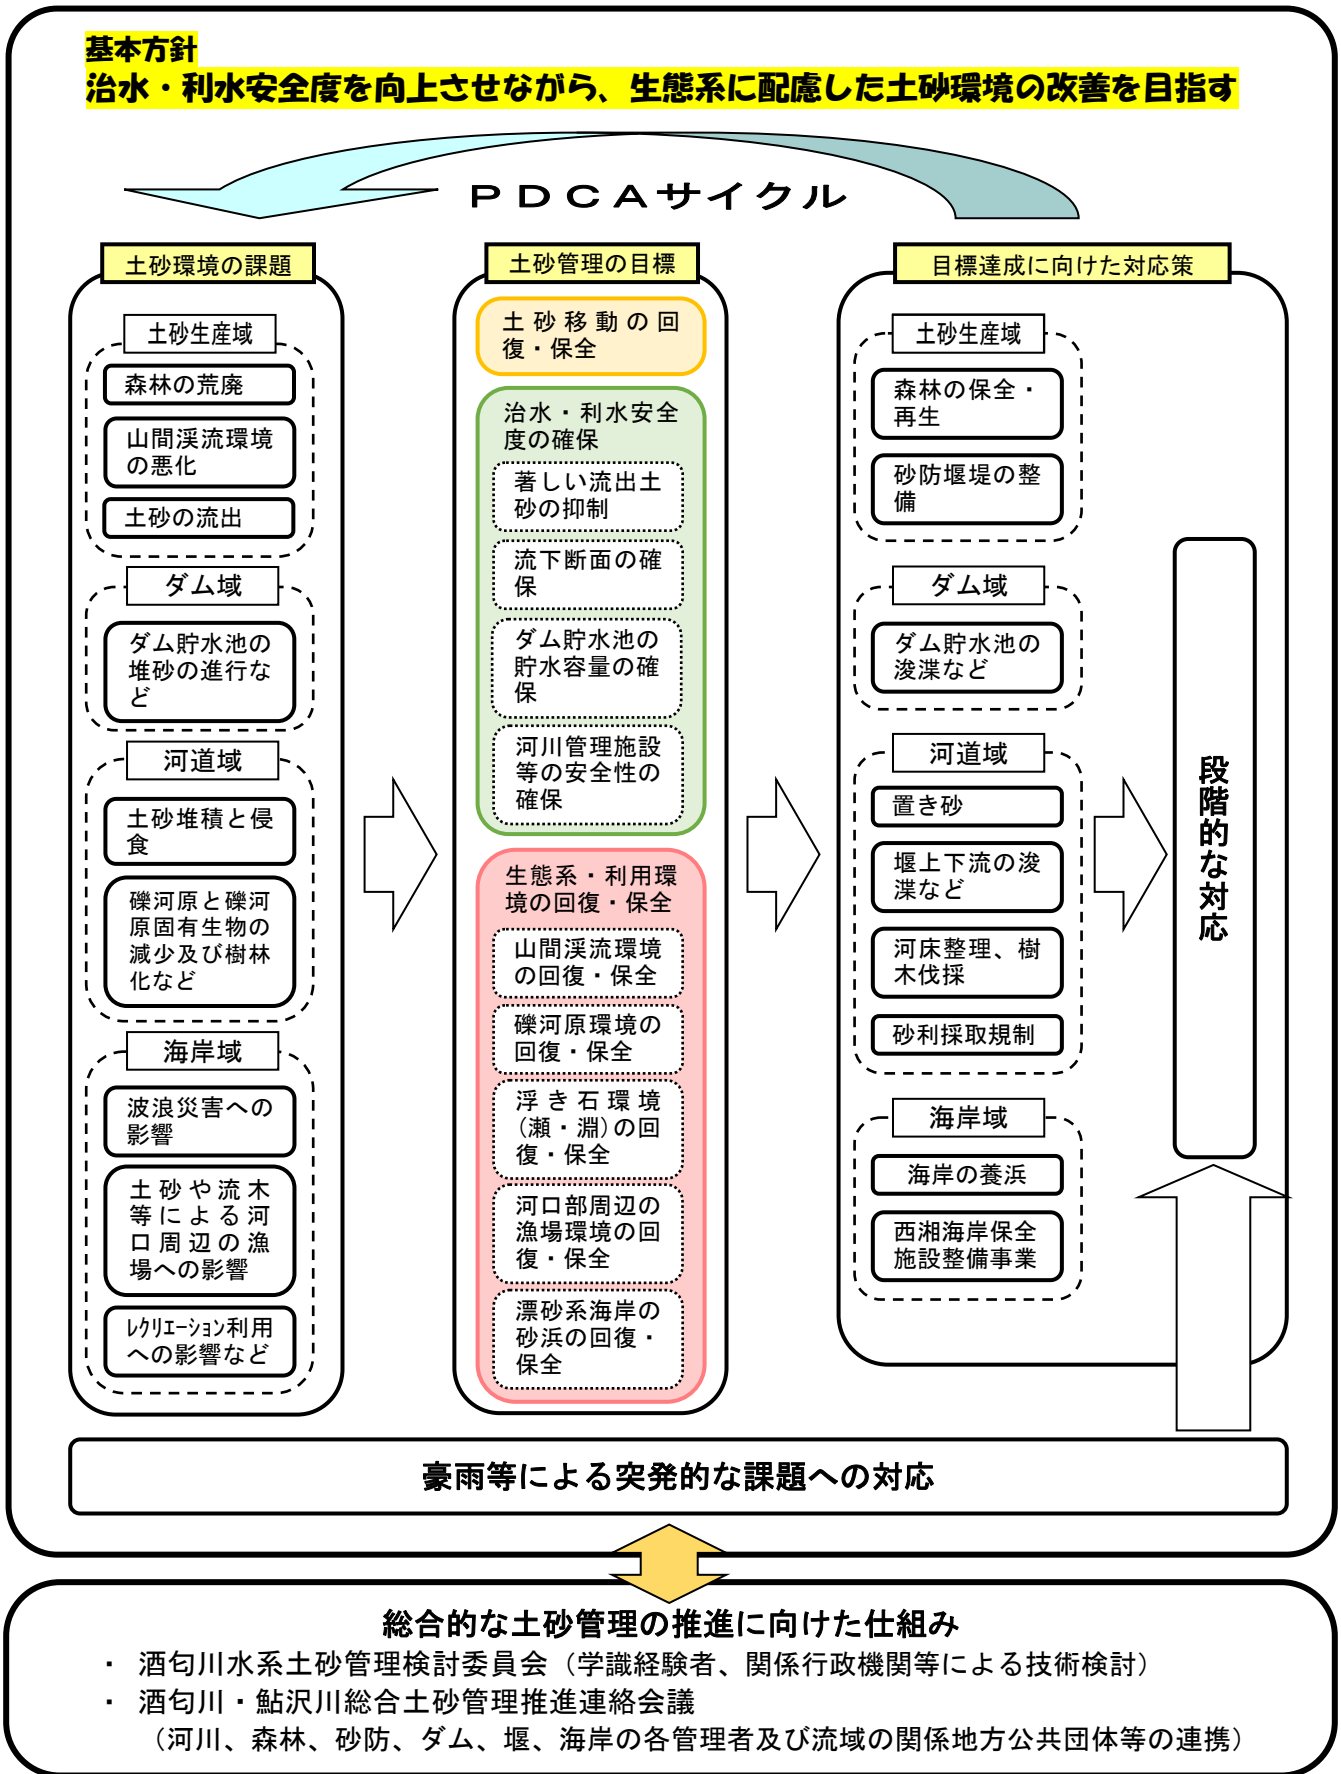 基本方針
治水・利水安全度を向上させながら、生態系に配慮した土砂環境の改善を目指す
PDCAサイクル
土砂環境の課題
土砂生産域
森林の荒廃
山間渓流環境
の悪化
土砂の流出
ダム域
ダム貯水池の
堆砂の進行な
ど
河道域
土砂堆積と侵
食
礫河原と礫河
原固有生物の
減少及び樹林
化など
海岸域
波浪災害への
影響
土砂や流木
等による河
口周辺の漁
場への影響
ﾚｸﾘｴｰｼｮﾝ利用
への影響など
土砂管理の目標
土砂移動の回
復・保全
治水・利水安全
度の確保
著しい流出土
砂の抑制
流下断面の確
保
ダム貯水池の
貯水容量の確
保
河川管理施設
等の安全性の
確保
生態系・利用環
境の回復・保全
山間渓流環境
の回復・保全
礫河原環境の
回復・保全
浮き石環境
(瀬・淵)の回
復・保全
河口部周辺の
漁場環境の回
復・保全
漂砂系海岸の
砂浜の回復・
保全
目標達成に向けた対応策
土砂生産域
森林の保全・
再生
砂防堰堤の整
備
ダム域
ダム貯水池の
浚渫など
河道域
置き砂
堰上下流の浚
渫など
河床整理、樹
木伐採
砂利採取規制
海岸域
海岸の養浜
西湘海岸保全
施設整備事業
段階的な対応
豪雨等による突発的な課題への対応
総合的な土砂管理の推進に向けた仕組み
・ 酒匂川水系土砂管理検討委員会（学識経験者、関係行政機関等による技術検討）
・ 酒匂川・鮎沢川総合土砂管理推進連絡会議
（河川、森林、砂防、ダム、堰、海岸の各管理者及び流域の関係地方公共団体等の連携）